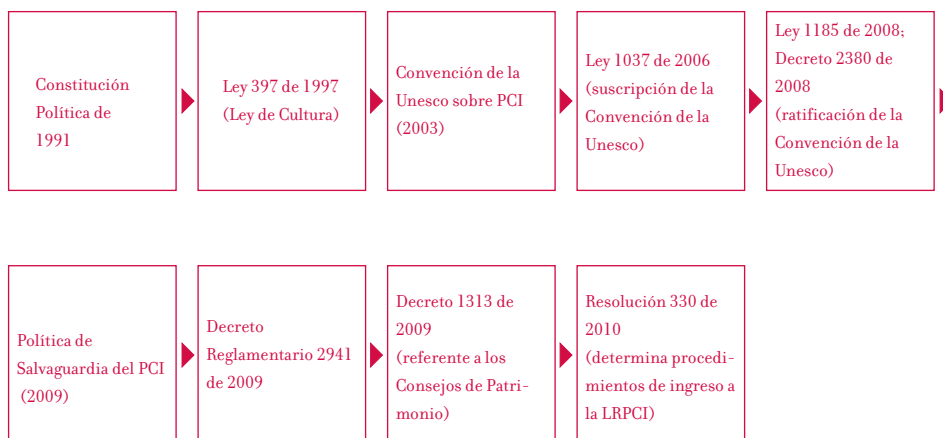 Constitución
Política de
1991
Ley 397 de 1997
(Ley de Cultura)
Convención de la
Unesco sobre PCI
(2003)
Ley 1037 de 2006
(suscripción de la
Convención de la
Unesco)
Ley 1185 de 2008;
Decreto 2380 de
2008
(ratificación de la
Convención de la
Unesco)
Política de
Salvaguardia del PCI
(2009)
Decreto
Reglamentario 2941
de 2009
Decreto 1313 de
2009
(referente a los
Consejos de Patri-
monio)
Resolución 330 de
2010
(determina procedi-
mientos de ingreso a
la LRPCI)